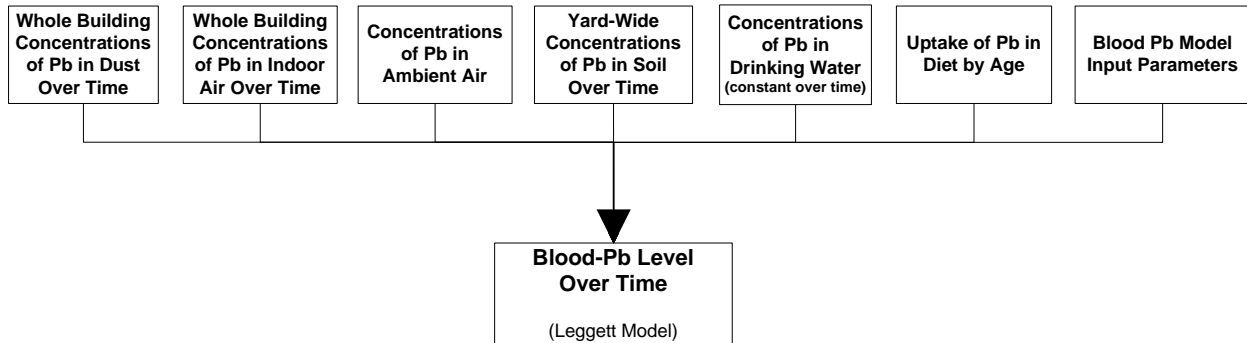 Whole Building
Concentrations
of Pb in Dust
Over Time
Whole Building
Concentrations
of Pb in Indoor
Air Over Time
Concentrations
of Pb in
Ambient Air
Yard-Wide
Concentrations
of Pb in Soil
Over Time
Concentrations
of Pb in
Drinking Water
(constant over time)
Uptake of Pb in
Diet by Age
Blood Pb Model
Input Parameters
Blood-Pb Level
Over Time
(Leggett Model)